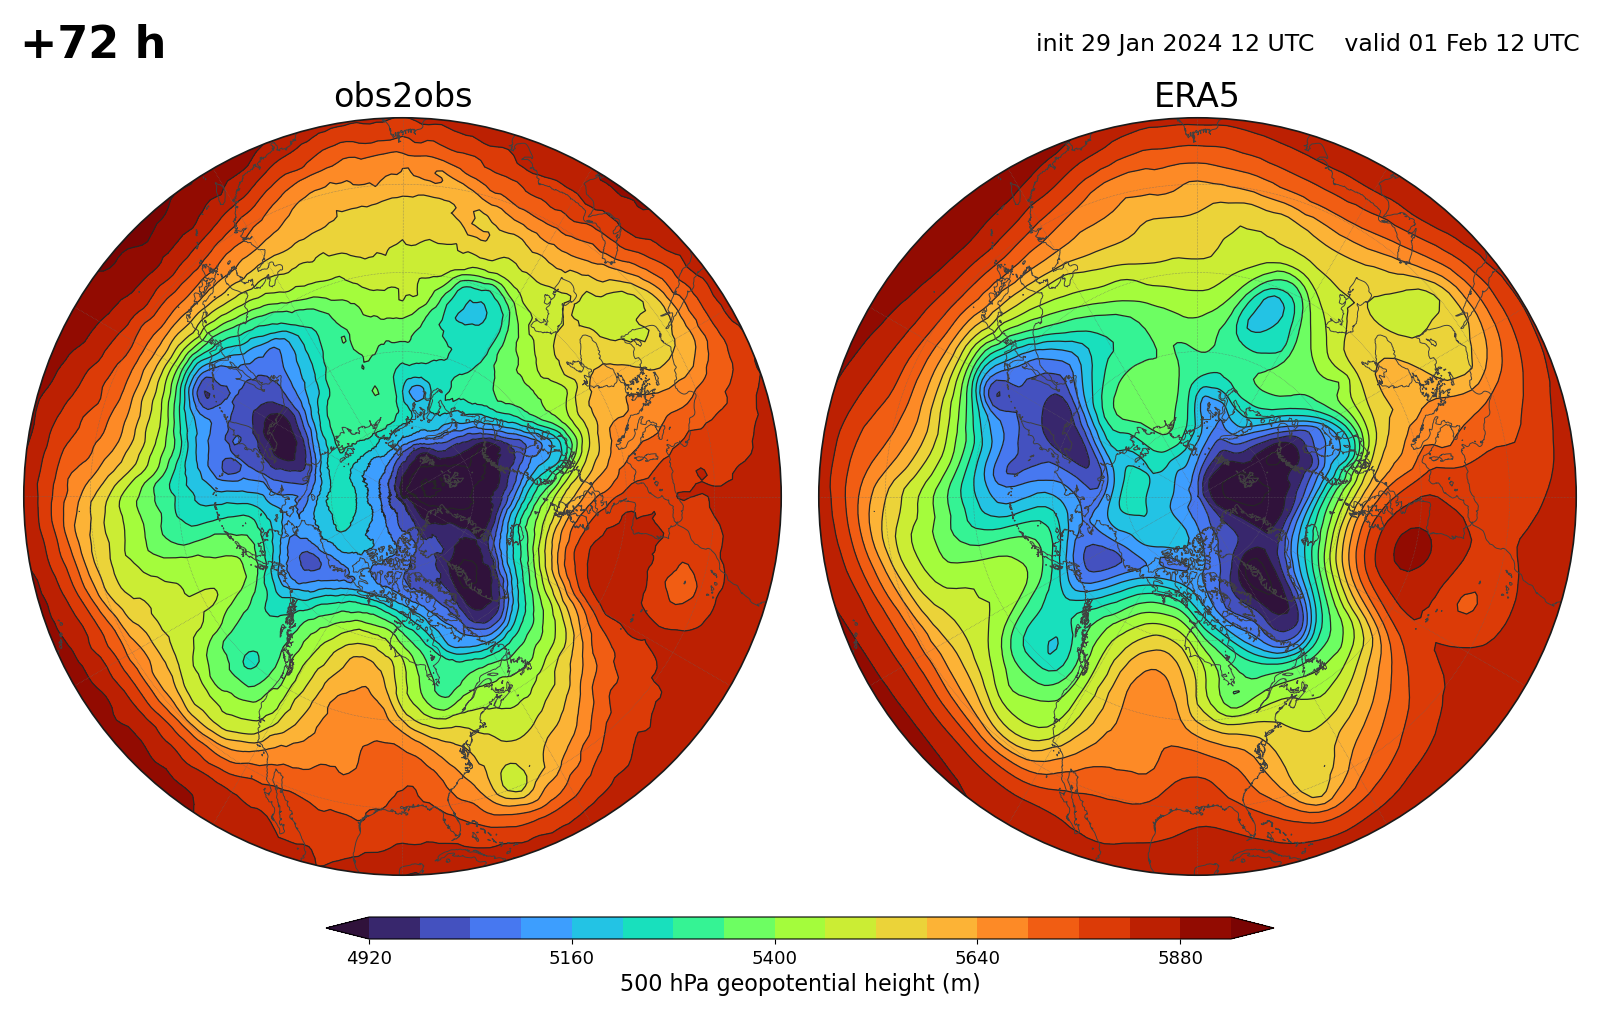 +72 h
init 29 Jan 2024 12 UTC    valid 01 Feb 12 UTC
obs2obs
ERA5
4920
5160
5400
5640
5880
500 hPa geopotential height (m)